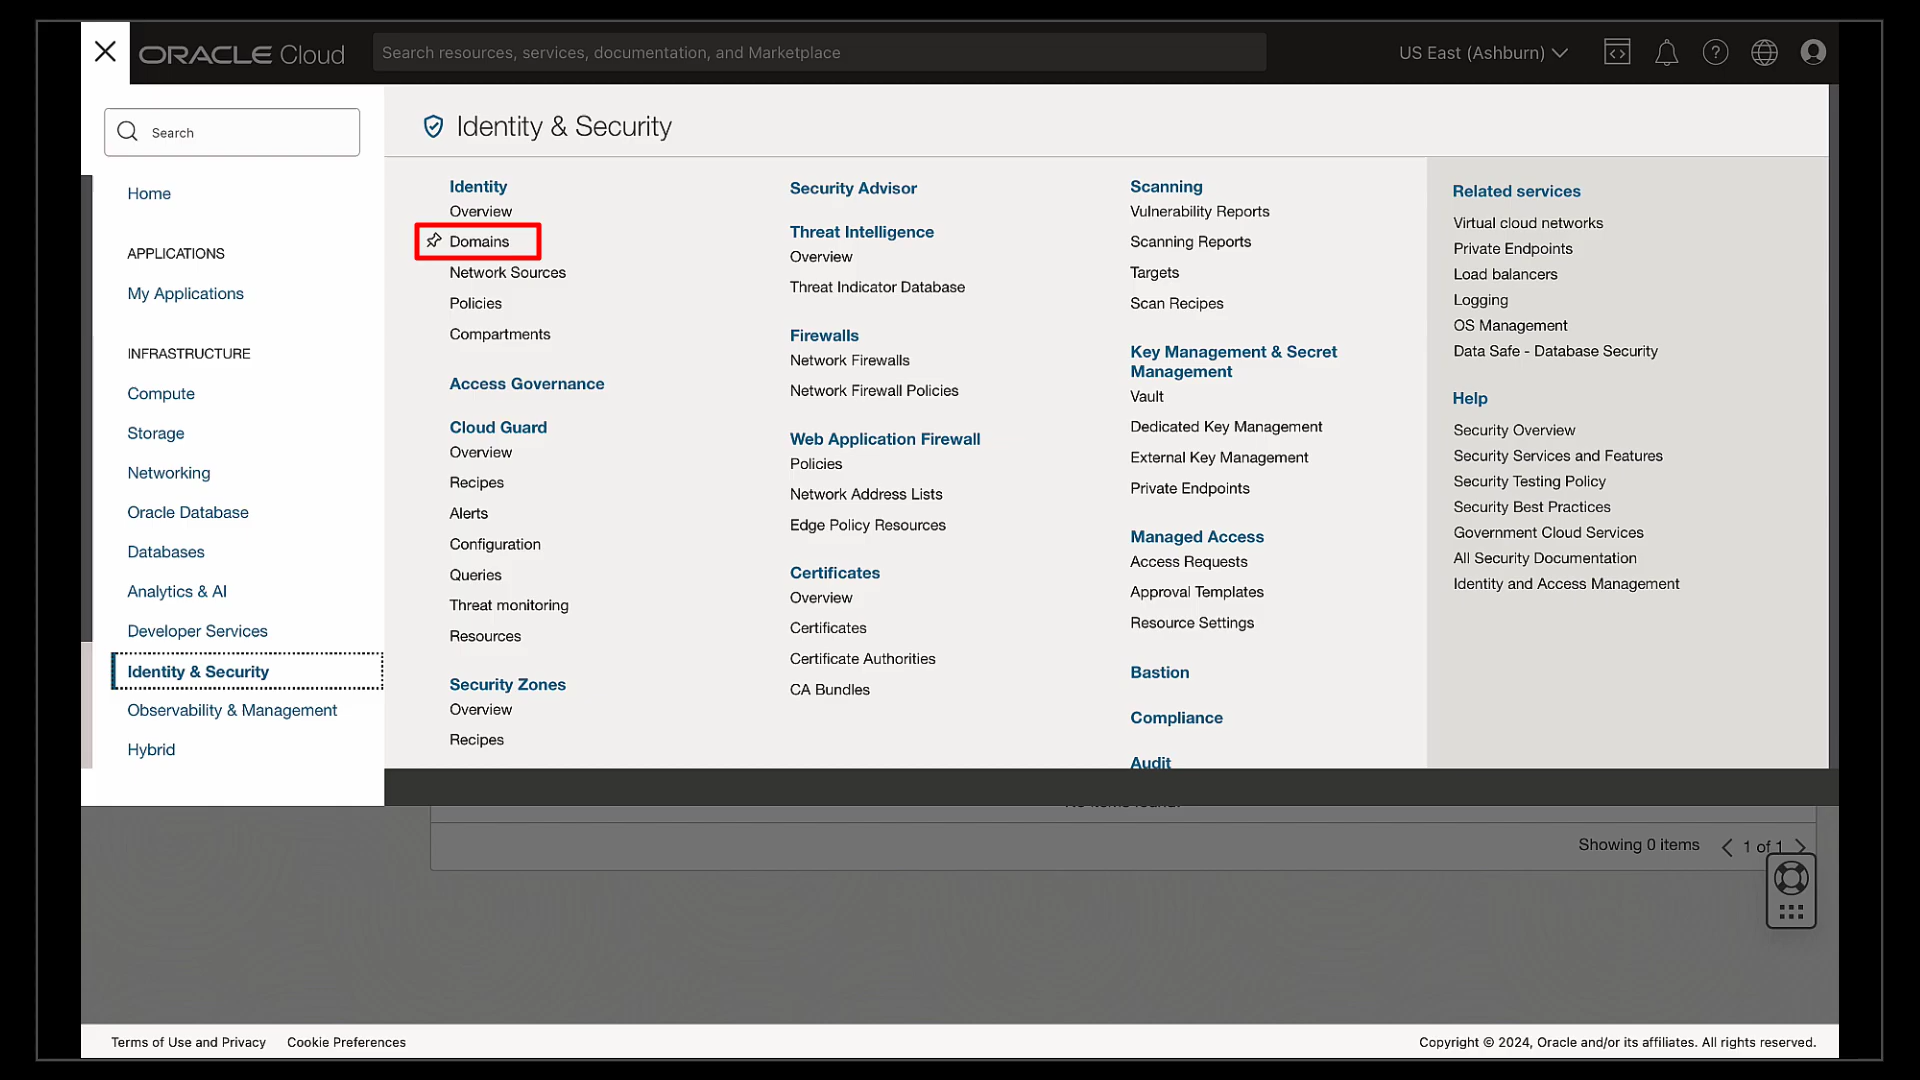 ORACLE Cloud
Search resources, services, documentation, and Marketplace
US East (Ashburn)
Search
Home
APPLICATIONS
My Applications
INFRASTRUCTURE
Compute
Storage
Networking
Oracle Database
Databases
Analytics & AI
Developer Services
Identity & Security
Observability & Management
Hybrid
Identity & Security
Identity
Overview
Domains
Network Sources
Policies
Compartments
Access Governance
Cloud Guard
Overview
Recipes
Alerts
Configuration
Queries
Threat monitoring
Resources
Security Zones
Overview
Recipes
Security Advisor
Threat Intelligence
Overview
Threat Indicator Database
Firewalls
Network Firewalls
Network Firewall Policies
Web Application Firewall
Policies
Network Address Lists
Edge Policy Resources
Certificates
Overview
Certificates
Certificate Authorities
CA Bundles
Scanning
Vulnerability Reports
Scanning Reports
Targets
Scan Recipes
Key Management & Secret
Management
Vault
Dedicated Key Management
External Key Management
Private Endpoints
Managed Access
Access Requests
Approval Templates
Resource Settings
Bastion
Compliance
Audit
Related services
Virtual cloud networks
Private Endpoints
Load balancers
Logging
OS Management
Data Safe - Database Security
Help
Security Overview
Security Services and Features
Security Testing Policy
Security Best Practices
Government Cloud Services
All Security Documentation
Identity and Access Management
Showing 0 items
1 of 1
Terms of Use and Privacy
Cookie Preferences
Copyright © 2024, Oracle and/or its affiliates. All rights reserved.